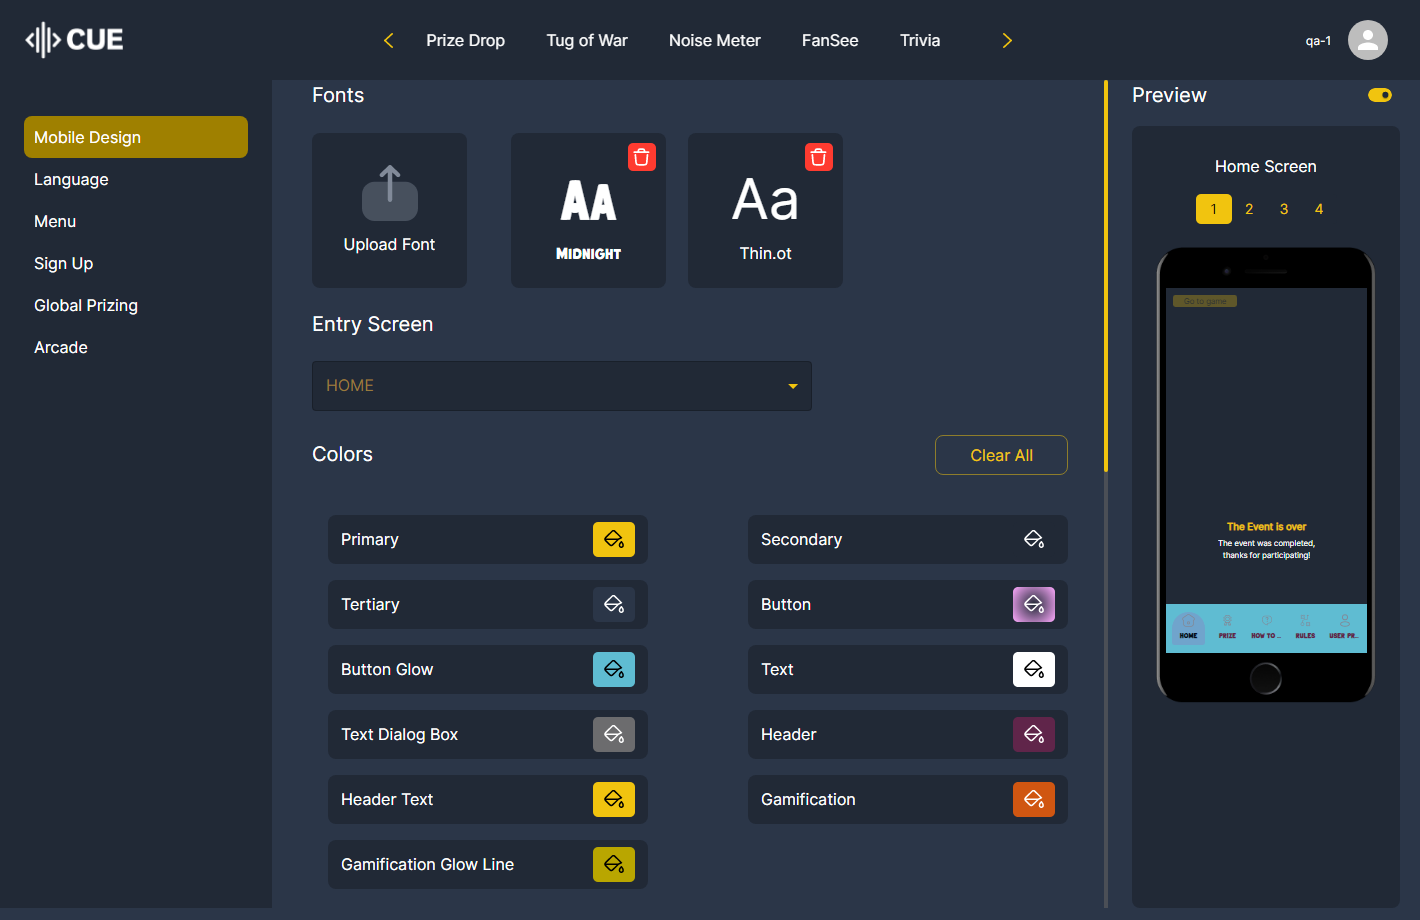 CUE
Prize Drop
Tug of War
Noise Meter
FanSee
Trivia
qa-1
Mobile Design
Language
Menu
Sign Up
Global Prizing
Arcade
Fonts
Upload Font
Aa
Midnight
Aa
Thin.ot
Entry Screen
HOME
Colors
Clear All
Primary
Secondary
Tertiary
Button
Button Glow
Text
Text Dialog Box
Header
Header Text
Gamification
Gamification Glow Line
Preview
Home Screen
1 2 3 4
Go to game
The Event is over
The event was completed,
thanks for participating!
HOME
PRIZE
HOW TO ...
RULES
USER PR...